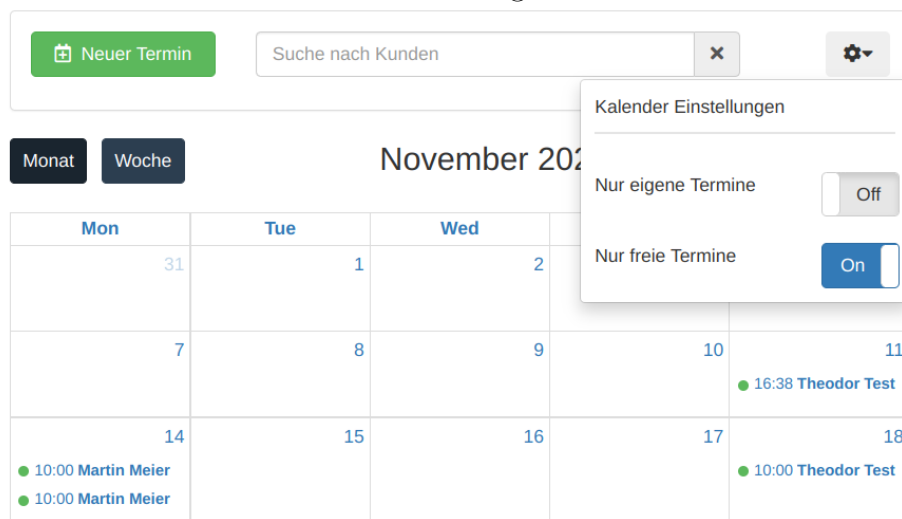 Neuer Termin
Suche nach Kunden
Kalender Einstellungen
Monat
Woche
November 202
Nur eigene Termine
Off
Mon
Tue
Wed
Nur freie Termine
On
31
1
2
7
8
9
10
11
16:38 Theodor Test
14
15
16
17
18
10:00 Martin Meier
10:00 Theodor Test
10:00 Martin Meier